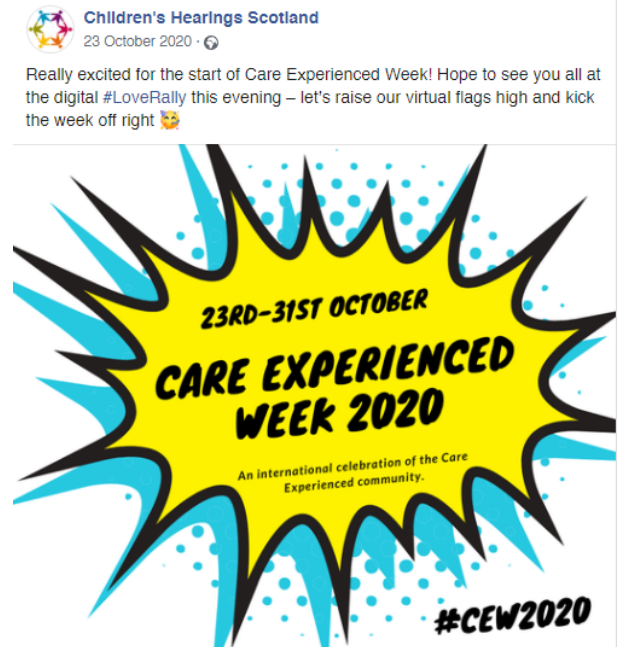 Children's Hearings Scotland
23 October 2020 ·
Really excited for the start of Care Experienced Week! Hope to see you all at
the digital #LoveRally this evening – let's raise our virtual flags high and kick
the week off right 🥳
23RD-31ST OCTOBER
CARE EXPERIENCED
WEEK 2020
An international celebration of the Care
Experienced community.
#CEW2020